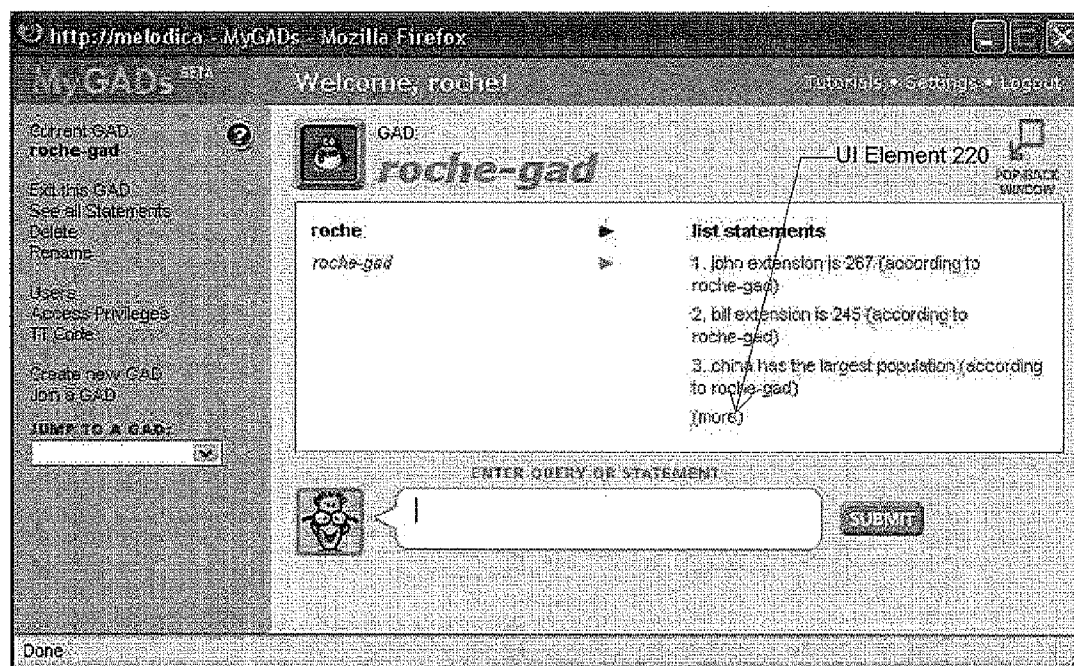 http://melodica - MyGADs - Mozilla Firefox
MyGADs BETA
Welcome, roche!
Tutorials • Settings • Logout
Current GAD:
roche-gad
Exit this GAD
See all Statements
Delete
Rename
Users
Access Privileges
TT Code
Create new GAD
Join a GAD
JUMP TO A GAD:
GAD:
roche-gad
UI Element 220
POP-BACK
WINDOW
roche
list statements
roche-gad
1. john extension is 267 (according to
roche-gad)
2. bill extension is 245 (according to
roche-gad)
3. china has the largest population (according
to roche-gad)
(more)
ENTER QUERY OR STATEMENT
SUBMIT
Done